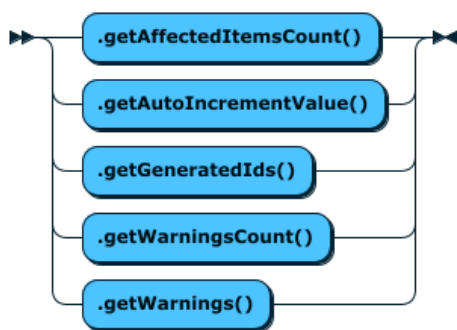 .getAffectedItemsCount()
.getAutoIncrementValue()
.getGeneratedIds()
.getWarningsCount()
.getWarnings()